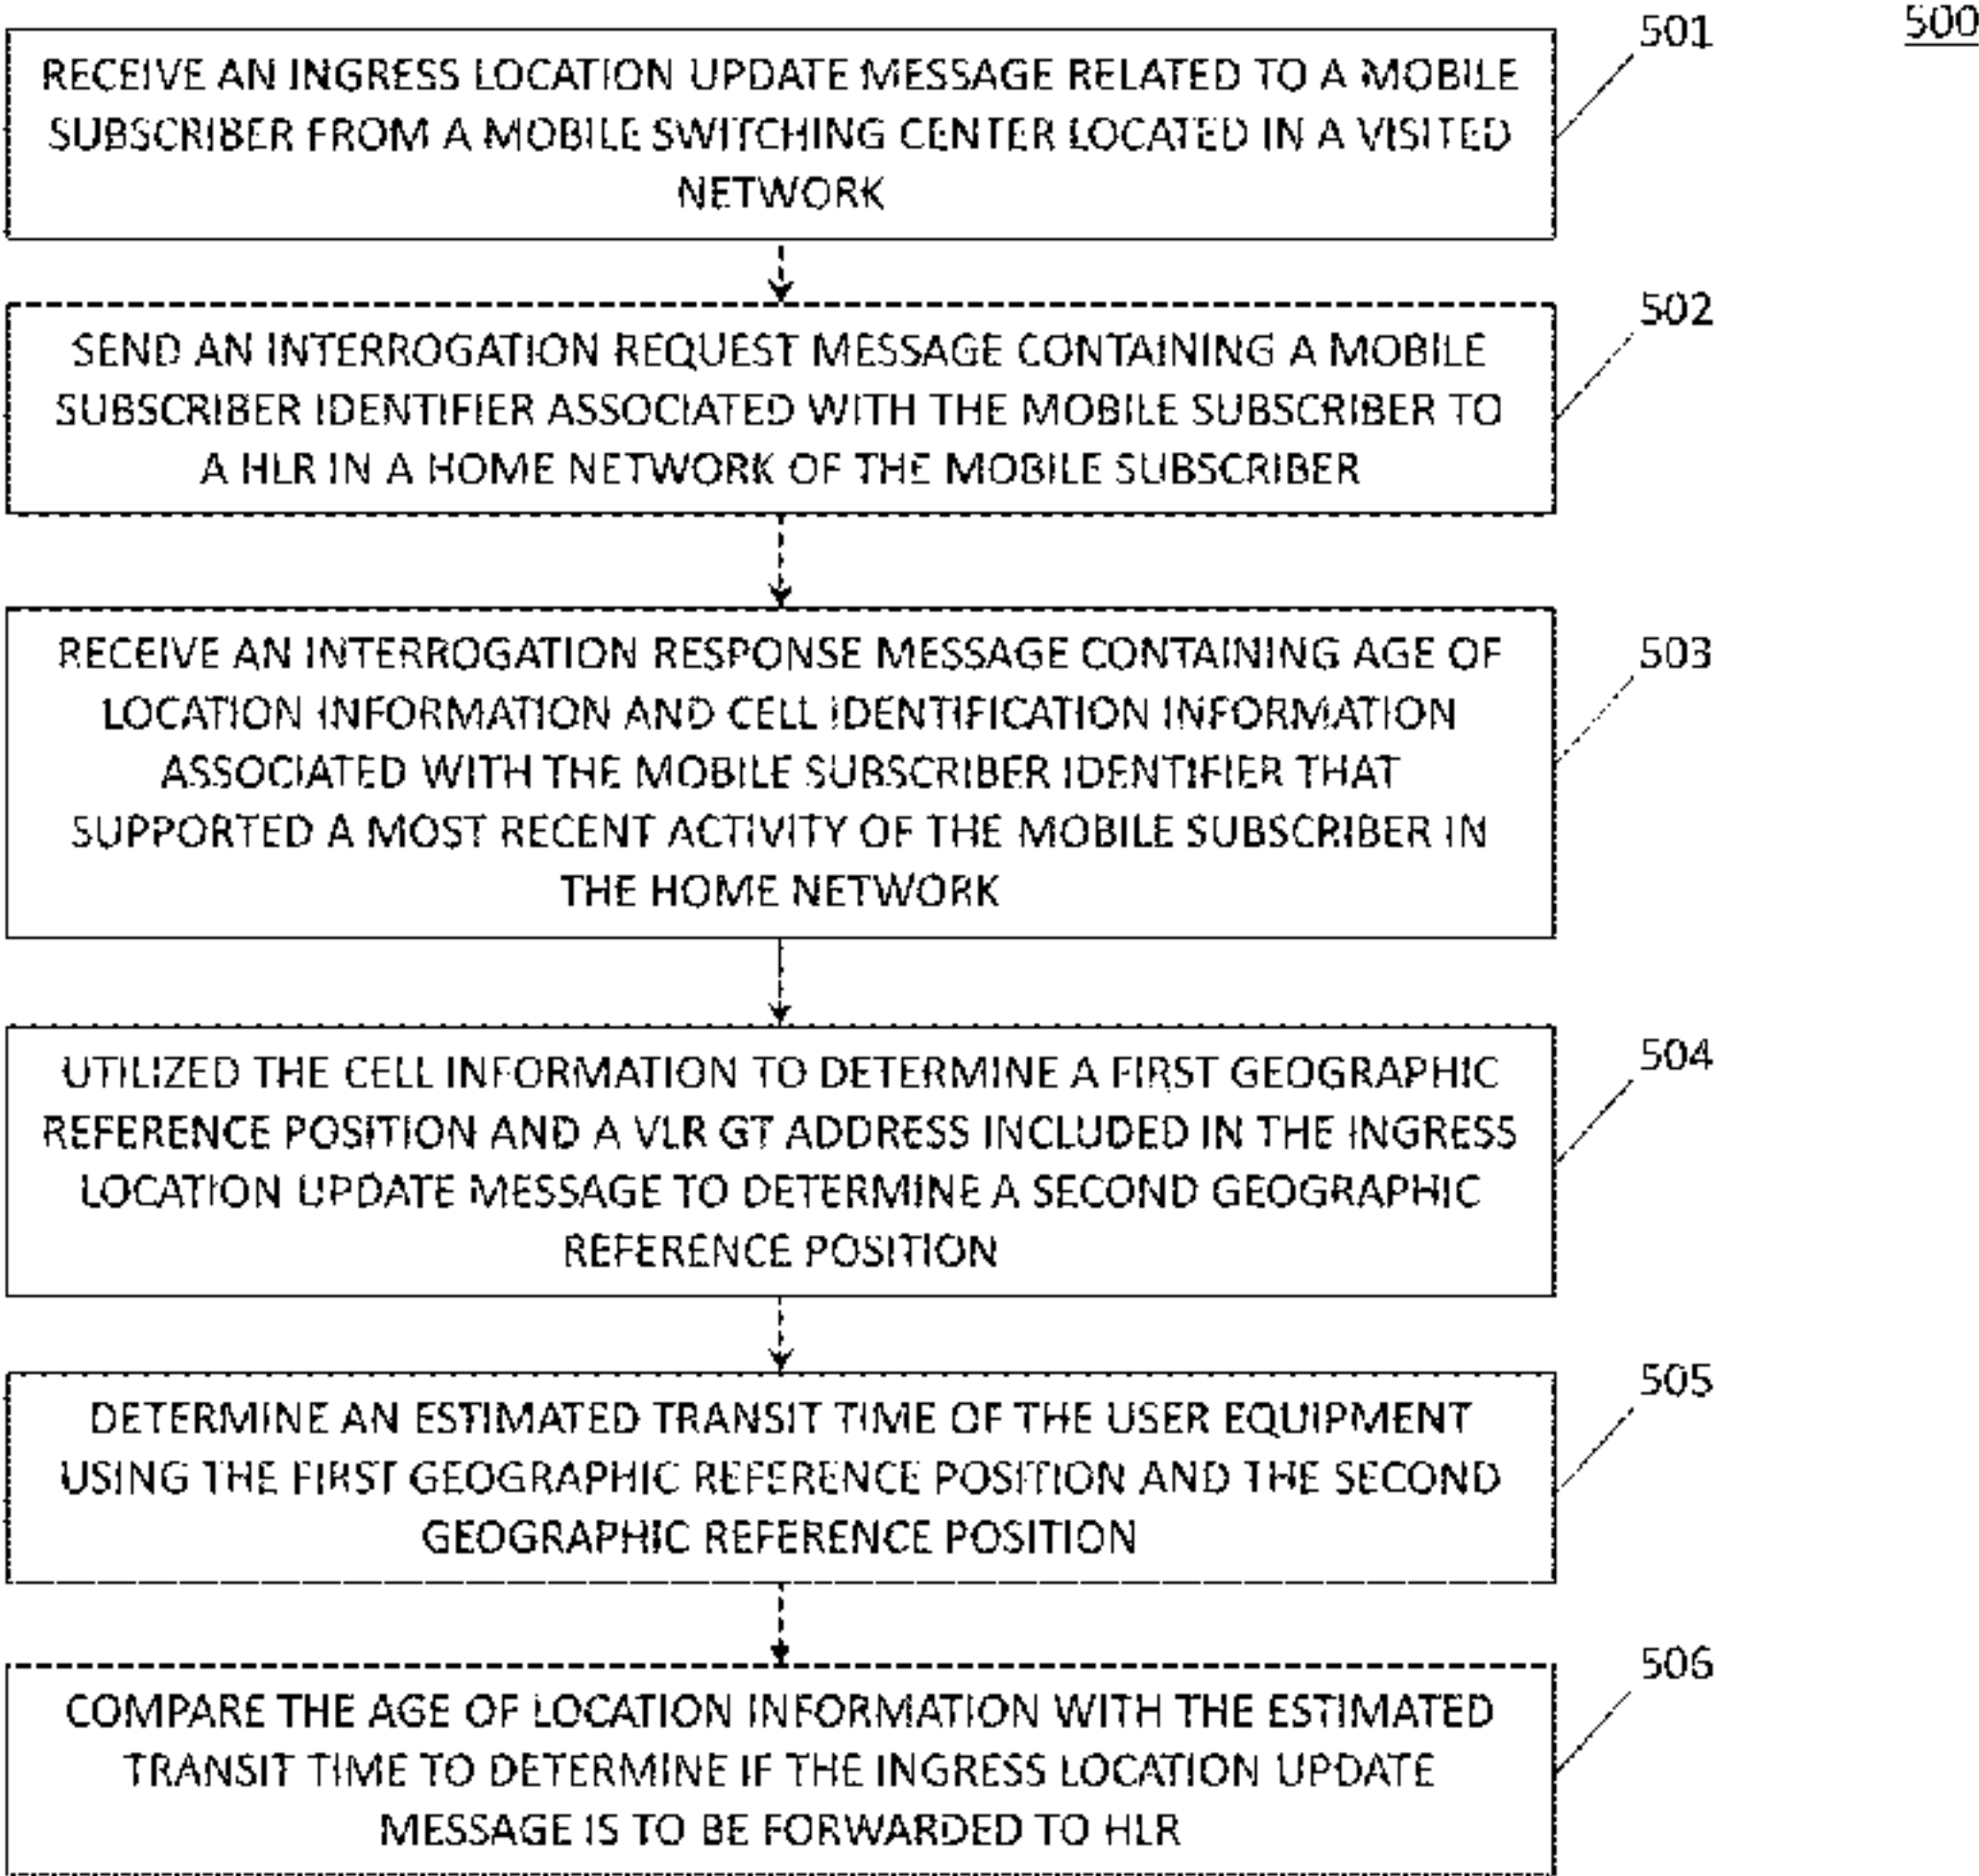 500
501
RECEIVE AN INGRESS LOCATION UPDATE MESSAGE RELATED TO A MOBILE
SUBSCRIBER FROM A MOBILE SWITCHING CENTER LOCATED IN A VISITED
NETWORK
502
SEND AN INTERROGATION REQUEST MESSAGE CONTAINING A MOBILE
SUBSCRIBER IDENTIFIER ASSOCIATED WITH THE MOBILE SUBSCRIBER TO
A HLR IN A HOME NETWORK OF THE MOBILE SUBSCRIBER
503
RECEIVE AN INTERROGATION RESPONSE MESSAGE CONTAINING AGE OF
LOCATION INFORMATION AND CELL IDENTIFICATION INFORMATION
ASSOCIATED WITH THE MOBILE SUBSCRIBER IDENTIFIER THAT
SUPPORTED A MOST RECENT ACTIVITY OF THE MOBILE SUBSCRIBER IN
THE HOME NETWORK
504
UTILIZED THE CELL INFORMATION TO DETERMINE A FIRST GEOGRAPHIC
REFERENCE POSITION AND A VLR GT ADDRESS INCLUDED IN THE INGRESS
LOCATION UPDATE MESSAGE TO DETERMINE A SECOND GEOGRAPHIC
REFERENCE POSITION
505
DETERMINE AN ESTIMATED TRANSIT TIME OF THE USER EQUIPMENT
USING THE FIRST GEOGRAPHIC REFERENCE POSITION AND THE SECOND
GEOGRAPHIC REFERENCE POSITION
506
COMPARE THE AGE OF LOCATION INFORMATION WITH THE ESTIMATED
TRANSIT TIME TO DETERMINE IF THE INGRESS LOCATION UPDATE
MESSAGE IS TO BE FORWARDED TO HLR